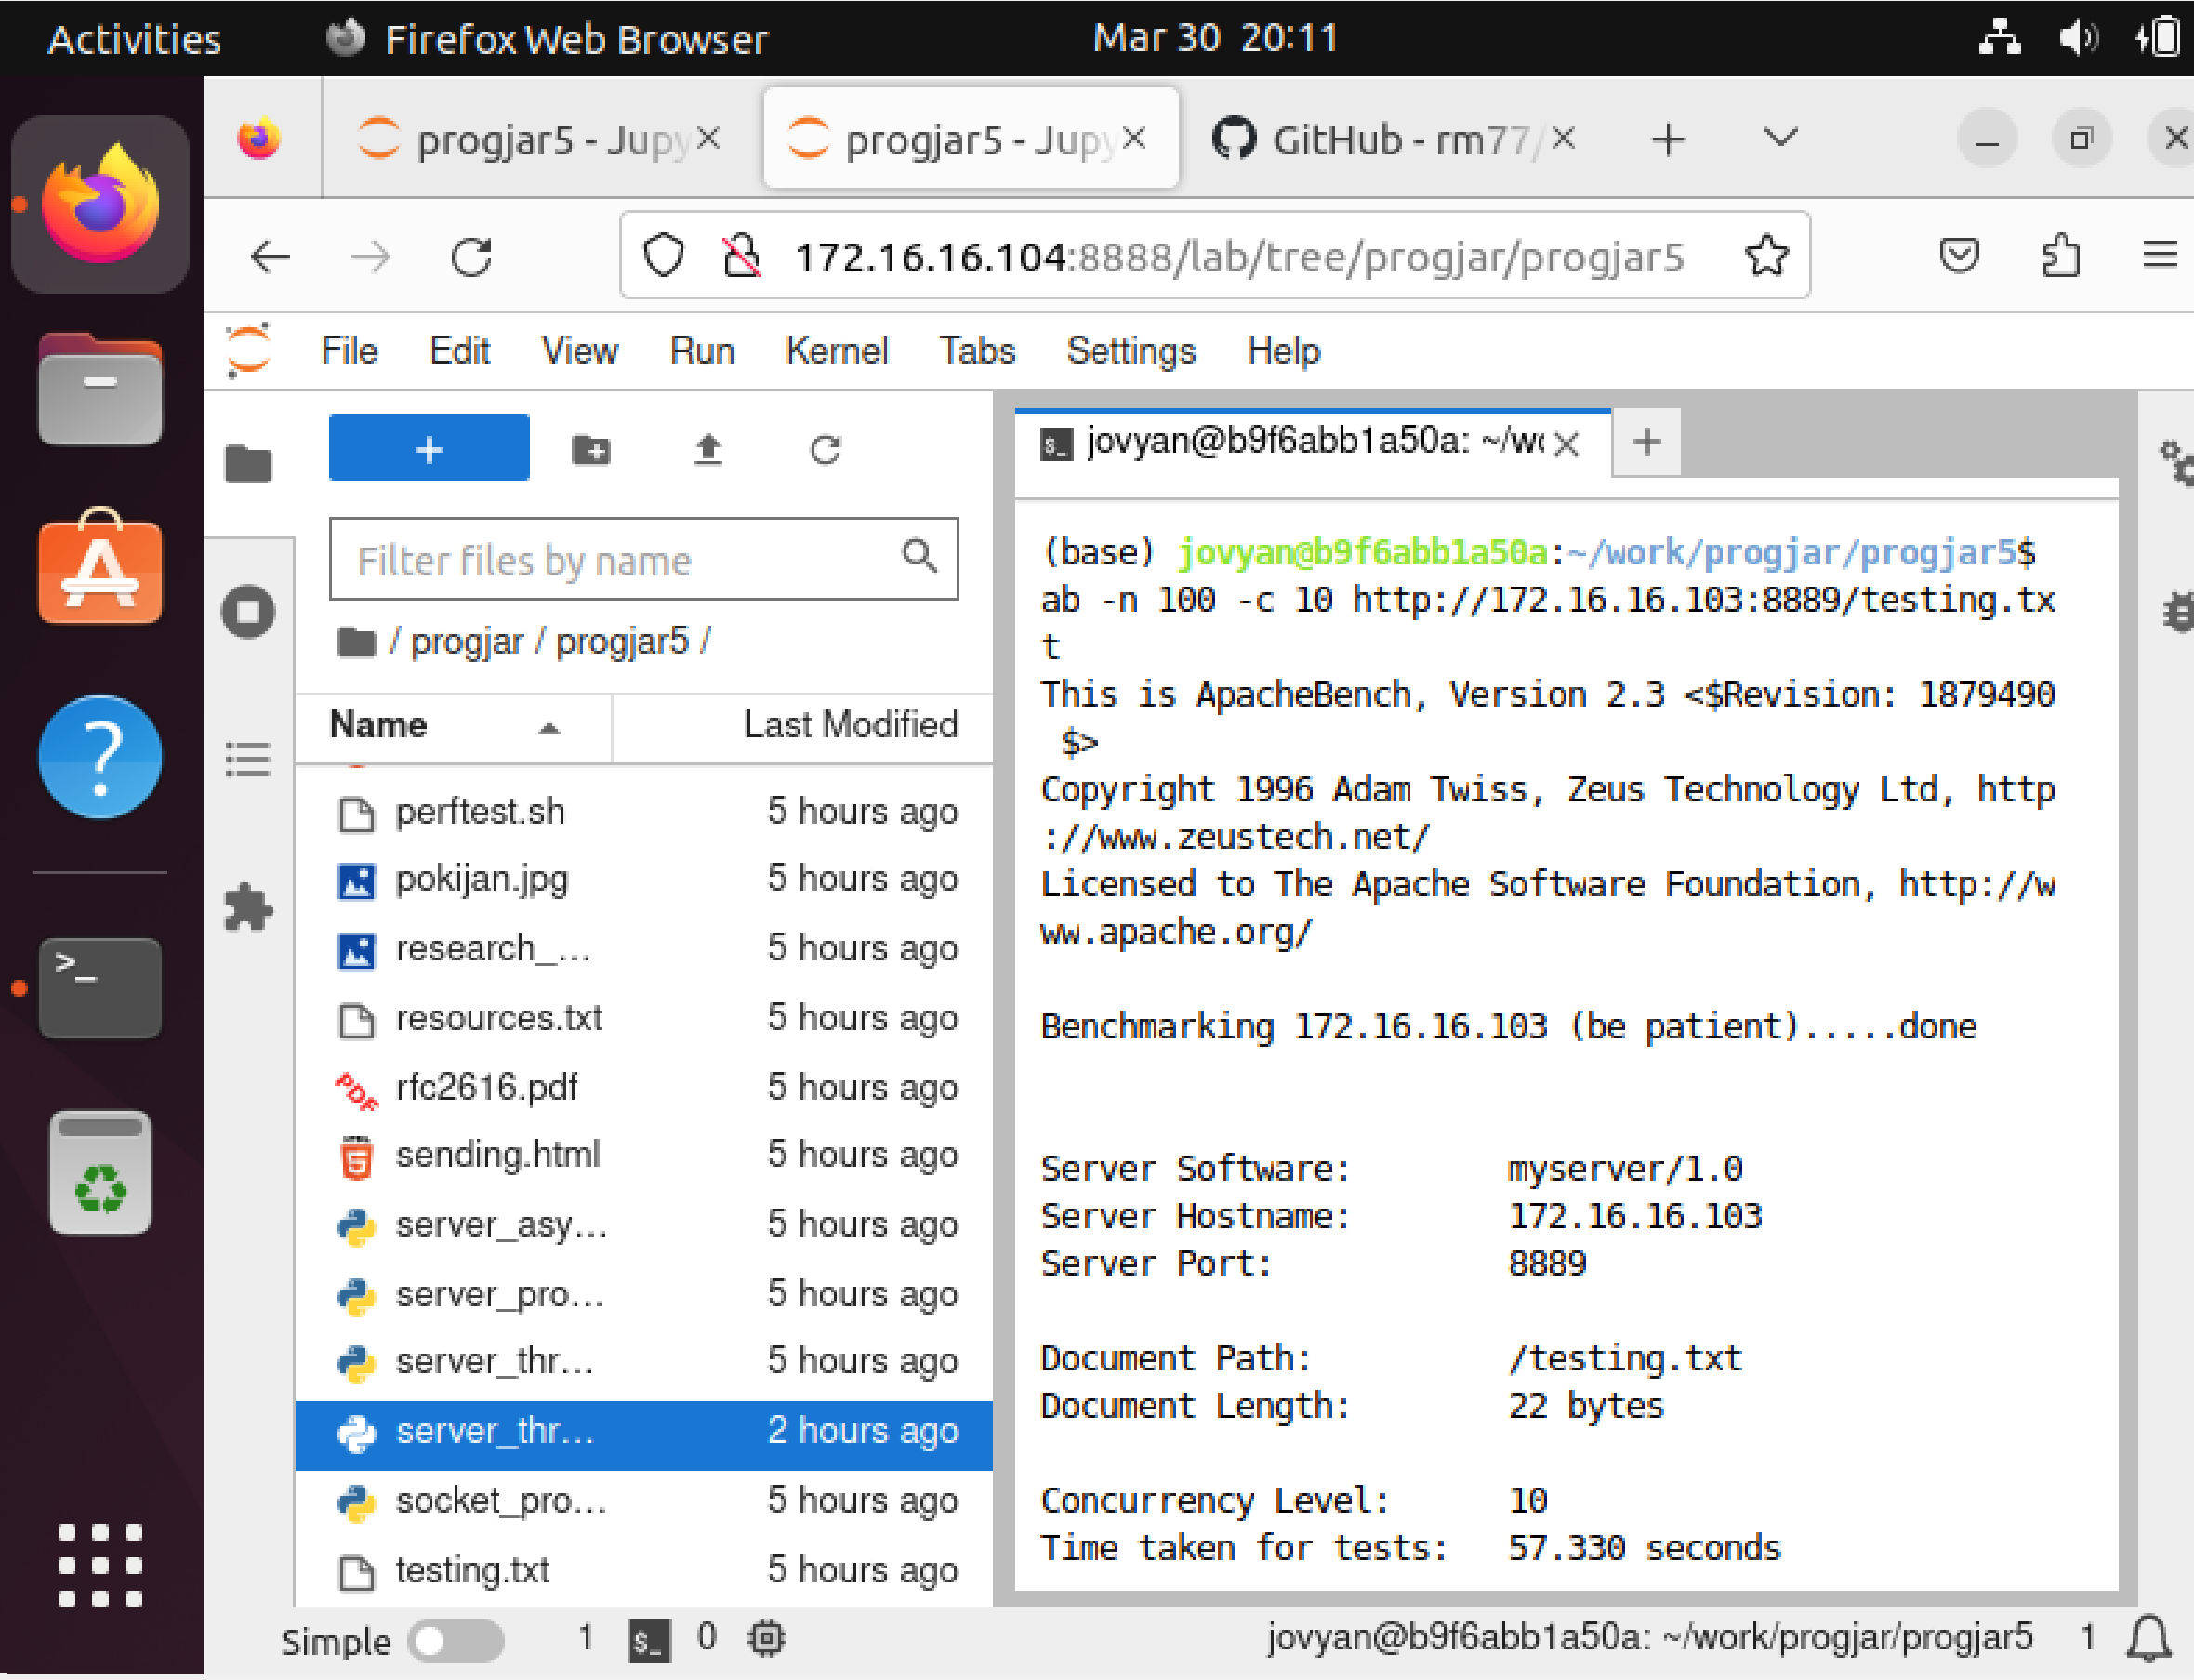 Activities
Firefox Web Browser
Mar 30 20:11
progjar5 - Jupy
progjar5 - Jupy
GitHub - rm77/
172.16.16.104:8888/lab/tree/progjar/progjar5
File Edit View Run Kernel Tabs Settings Help
Filter files by name
/ progjar / progjar5 /
Name Last Modified
perftest.sh 5 hours ago
pokijan.jpg 5 hours ago
research_... 5 hours ago
resources.txt 5 hours ago
PDF rfc2616.pdf 5 hours ago
sending.html 5 hours ago
server_asy... 5 hours ago
server_pro... 5 hours ago
server_thr... 5 hours ago
server_thr... 2 hours ago
socket_pro... 5 hours ago
testing.txt 5 hours ago
$_ jovyan@b9f6abb1a50a: ~/wo
(base) jovyan@b9f6abb1a50a:~/work/progjar/progjar5$
ab -n 100 -c 10 http://172.16.16.103:8889/testing.tx
t
This is ApacheBench, Version 2.3 <$Revision: 1879490
$>
Copyright 1996 Adam Twiss, Zeus Technology Ltd, http
://www.zeustech.net/
Licensed to The Apache Software Foundation, http://w
ww.apache.org/
Benchmarking 172.16.16.103 (be patient).....done
Server Software: myserver/1.0
Server Hostname: 172.16.16.103
Server Port: 8889
Document Path: /testing.txt
Document Length: 22 bytes
Concurrency Level: 10
Time taken for tests: 57.330 seconds
Simple 1 $_ 0
jovyan@b9f6abb1a50a: ~/work/progjar/progjar5 1